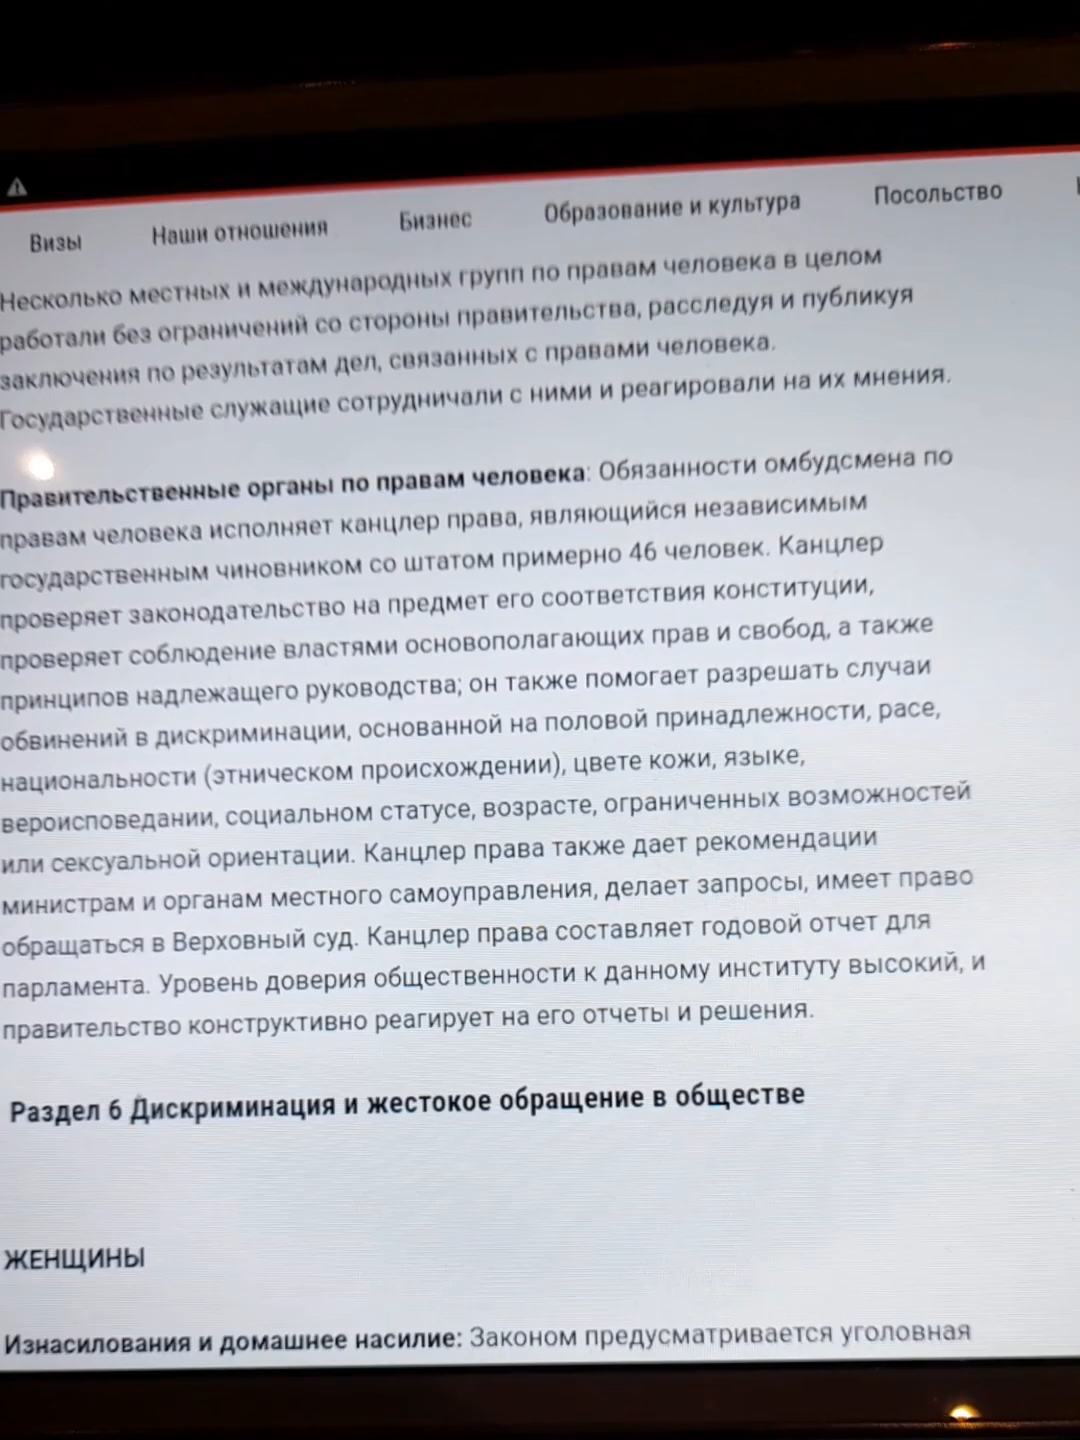 Визы Наши отношения Бизнес Образование и культура Посольство
Несколько местных и международных групп по правам человека в целом
работали без ограничений со стороны правительства, расследуя и публикуя
заключения по результатам дел, связанных с правами человека.
Государственные служащие сотрудничали с ними и реагировали на их мнения.
Правительственные органы по правам человека: Обязанности омбудсмена по
правам человека исполняет канцлер права, являющийся независимым
государственным чиновником со штатом примерно 46 человек. Канцлер
проверяет законодательство на предмет его соответствия конституции,
проверяет соблюдение властями основополагающих прав и свобод, а также
принципов надлежащего руководства; он также помогает разрешать случаи
обвинений в дискриминации, основанной на половой принадлежности, расе,
национальности (этническом происхождении), цвете кожи, языке,
вероисповедании, социальном статусе, возрасте, ограниченных возможностей
или сексуальной ориентации. Канцлер права также дает рекомендации
министрам и органам местного самоуправления, делает запросы, имеет право
обращаться в Верховный суд. Канцлер права составляет годовой отчет для
парламента. Уровень доверия общественности к данному институту высокий, и
правительство конструктивно реагирует на его отчеты и решения.
Раздел 6 Дискриминация и жестокое обращение в обществе
ЖЕНЩИНЫ
Изнасилования и домашнее насилие: Законом предусматривается уголовная